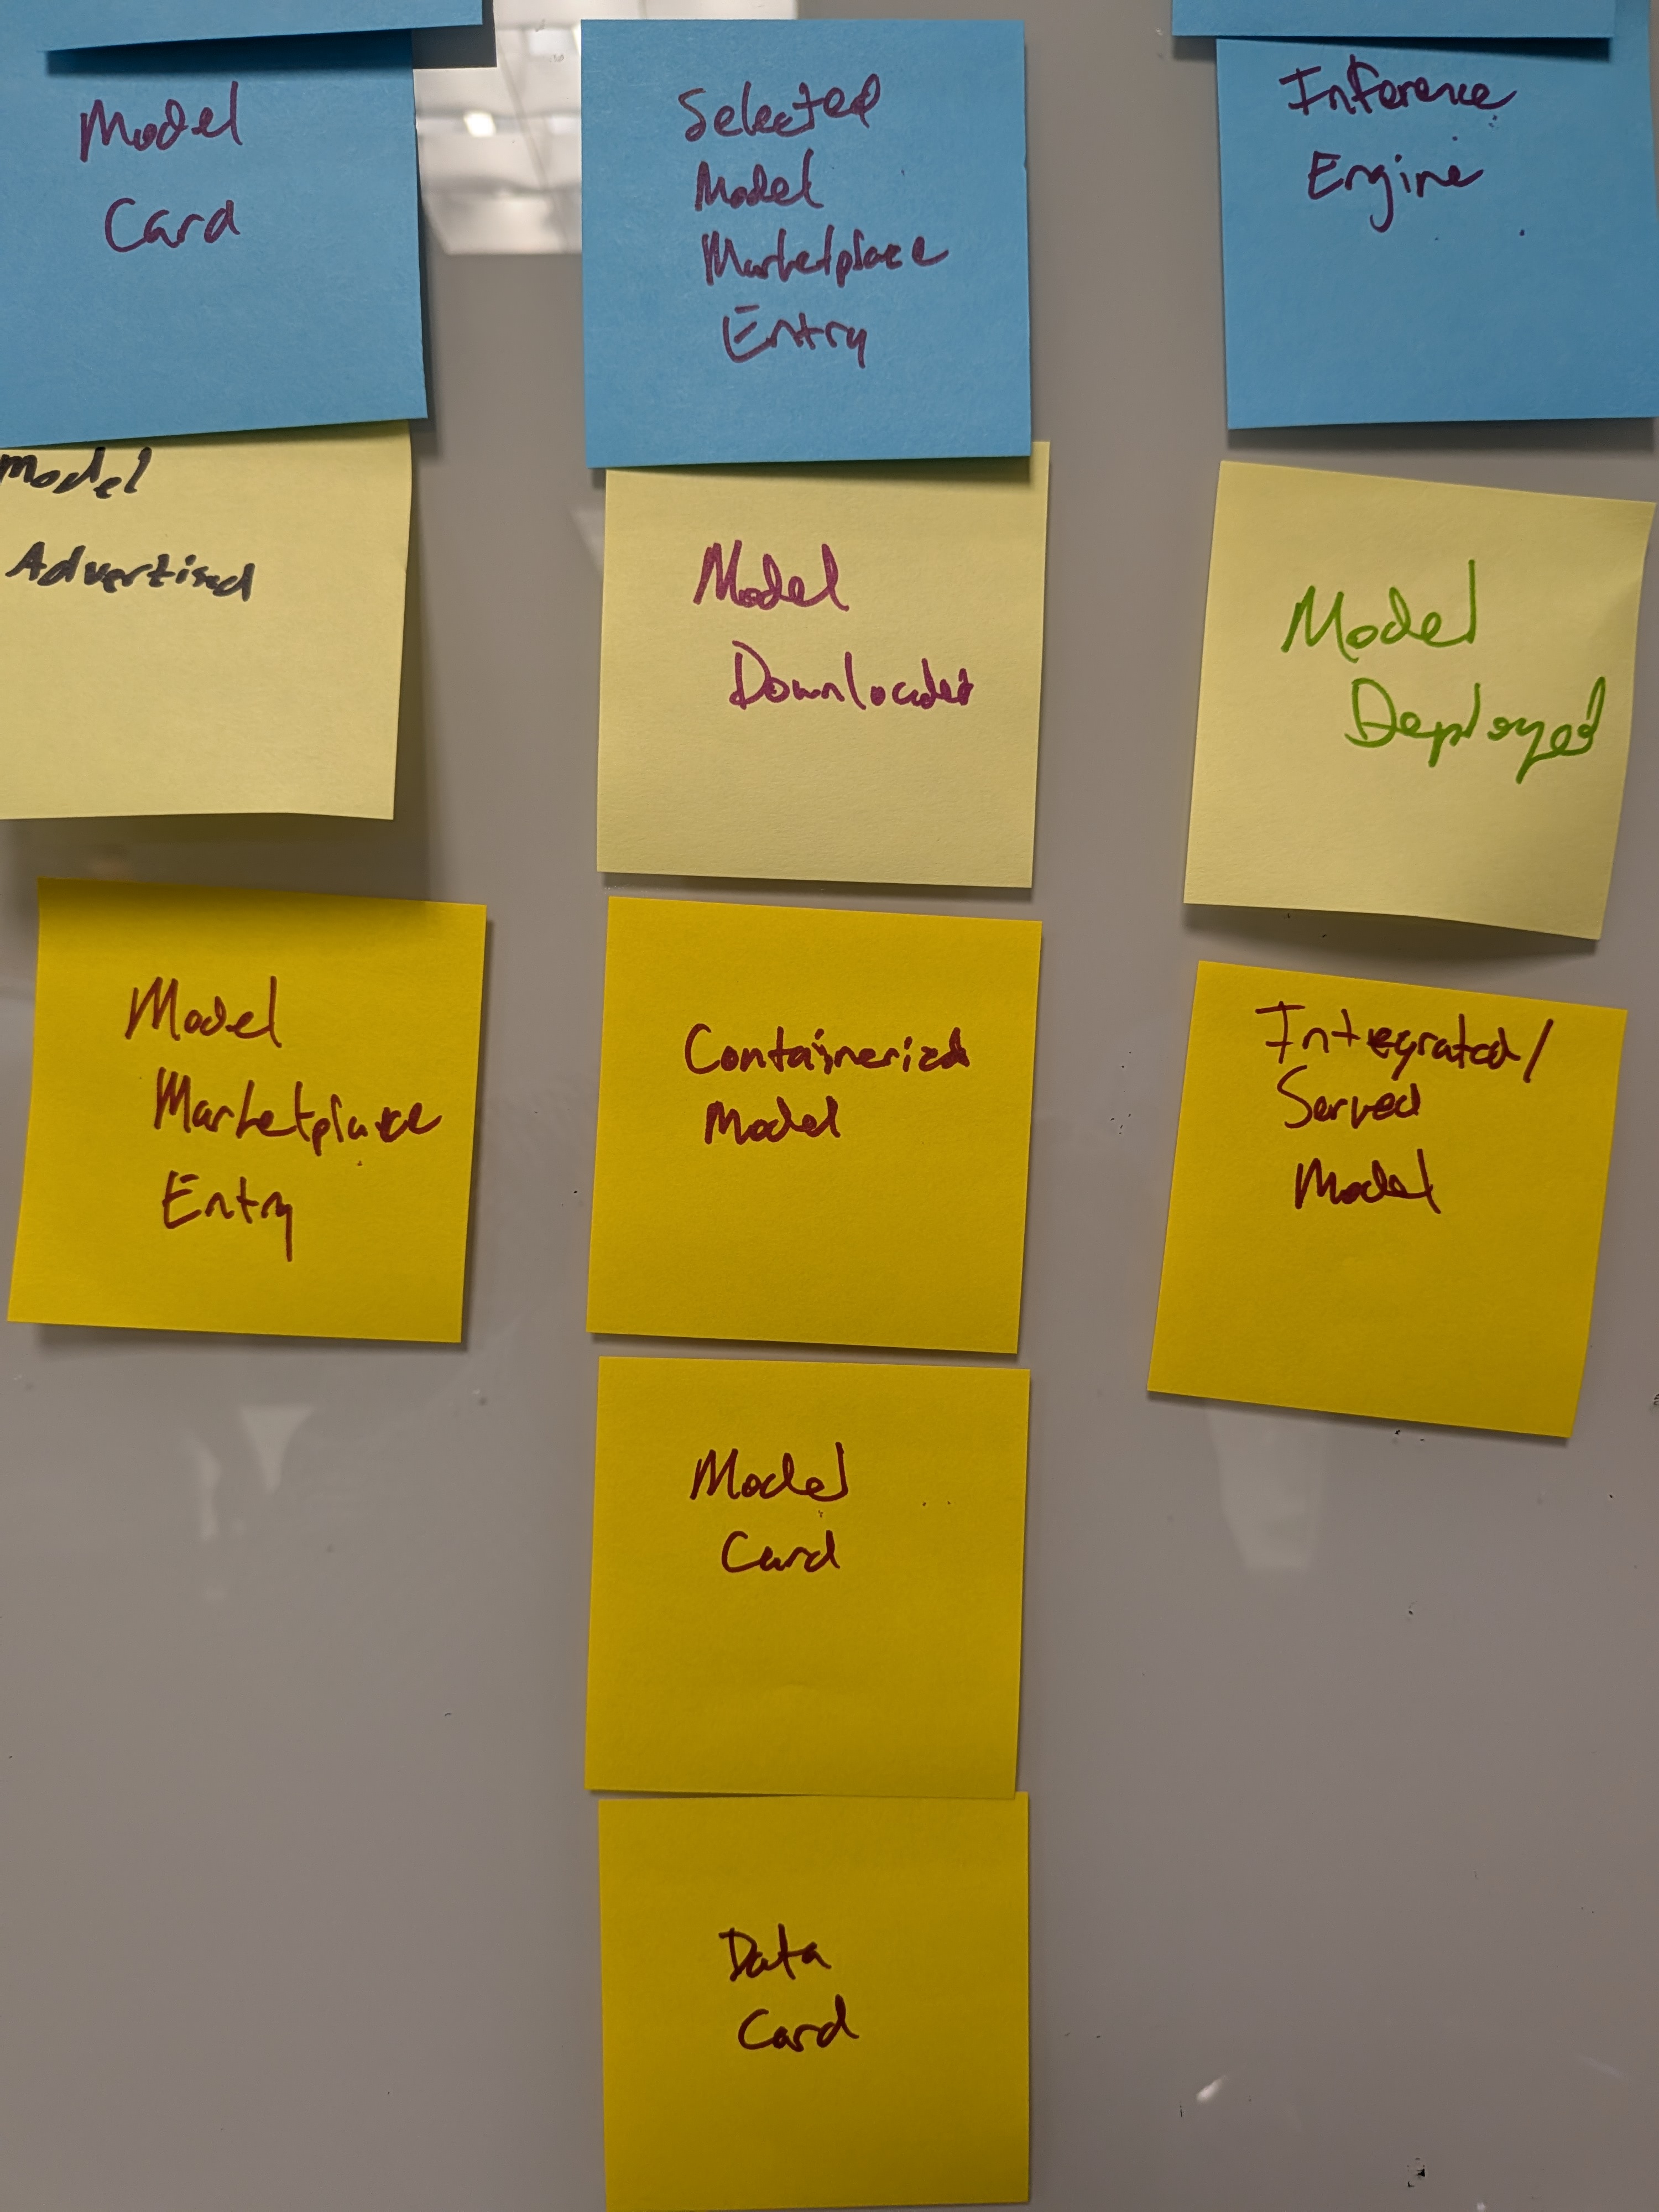 Model
Card
Selected
Model
Marketplace
Entry
Inference
Engine
Model
Advertised
Model
Downloaded
Model
Deployed
Model
Marketplace
Entry
Containerized
Model
Integrated/
Served
Model
Model
Card
Data
Card